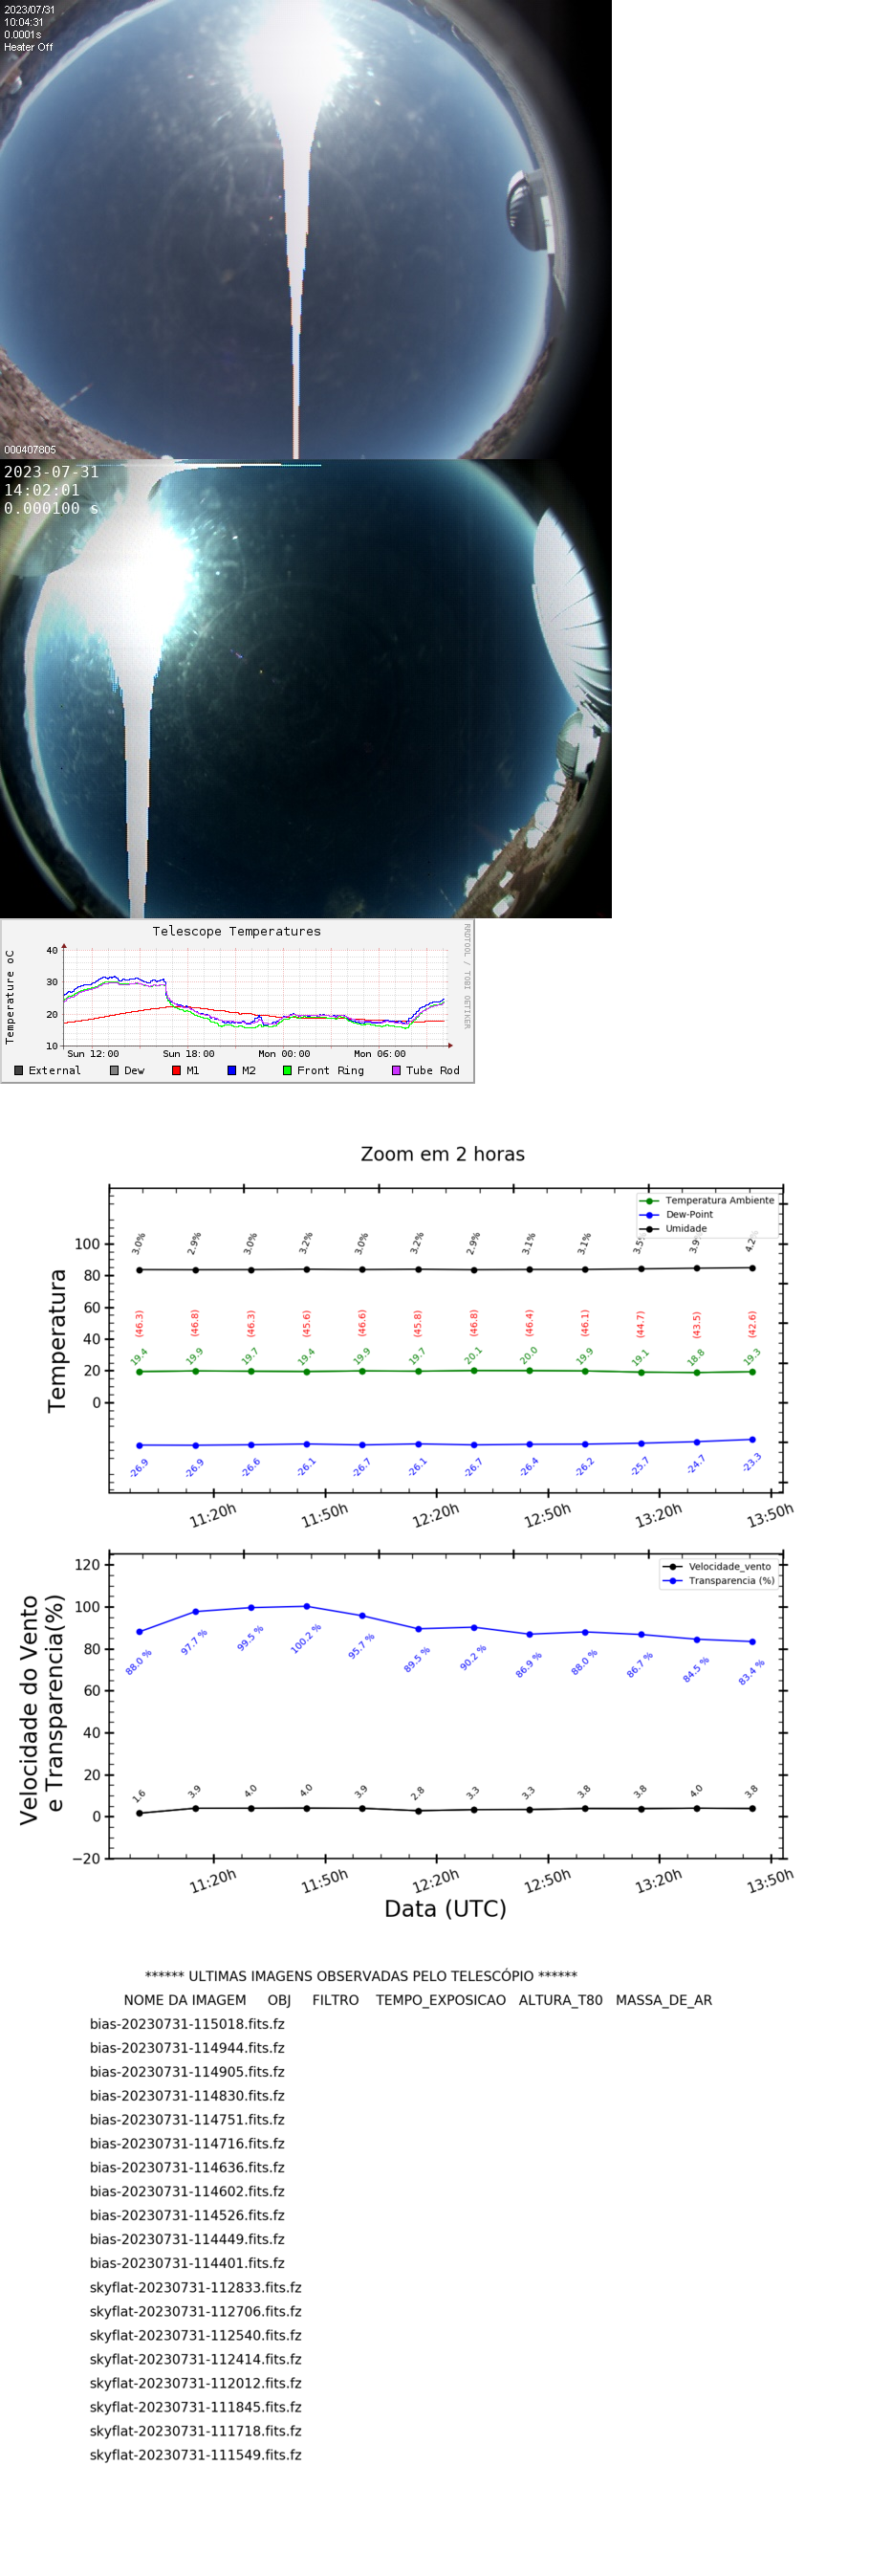 2023/07/31
10:04:31
0.0001s
Heater Off
000407805
2023-07-31
14:02:01
0.000100 s
Telescope Temperatures
RRDTOOL / TOBI OETIKER
Temperature oC
40
30
20
10
Sun 12:00 Sun 18:00 Mon 00:00 Mon 06:00
External Dew M1 M2 Front Ring Tube Rod
Zoom em 2 horas
Temperatura Ambiente
Dew-Point
Umidade
Temperatura
100
80
60
40
20
0
3.0% 2.9% 3.0% 3.2% 3.0% 3.2% 2.9% 3.1% 3.1% 3.5% 3.9% 4.2%
(46.3) (46.8) (46.3) (45.6) (46.6) (45.8) (46.8) (46.4) (46.1) (44.7) (43.5) (42.6)
19.4 19.9 19.7 19.4 19.9 19.7 20.1 20.0 19.9 19.1 18.8 19.3
-26.9 -26.9 -26.6 -26.1 -26.7 -26.1 -26.7 -26.4 -26.2 -25.7 -24.7 -23.3
11:20h 11:50h 12:20h 12:50h 13:20h 13:50h
Velocidade_vento
Transparencia (%)
Velocidade do Vento
e Transparencia(%)
120
100
80
60
40
20
0
−20
88.0 % 97.7 % 99.5 % 100.2 % 95.7 % 89.5 % 90.2 % 86.9 % 88.0 % 86.7 % 84.5 % 83.4 %
1.6 3.9 4.0 4.0 3.9 2.8 3.3 3.3 3.8 3.8 4.0 3.8
11:20h 11:50h 12:20h 12:50h 13:20h 13:50h
Data (UTC)
****** ULTIMAS IMAGENS OBSERVADAS PELO TELESCÓPIO ******
NOME DA IMAGEM OBJ FILTRO TEMPO_EXPOSICAO ALTURA_T80 MASSA_DE_AR
bias-20230731-115018.fits.fz
bias-20230731-114944.fits.fz
bias-20230731-114905.fits.fz
bias-20230731-114830.fits.fz
bias-20230731-114751.fits.fz
bias-20230731-114716.fits.fz
bias-20230731-114636.fits.fz
bias-20230731-114602.fits.fz
bias-20230731-114526.fits.fz
bias-20230731-114449.fits.fz
bias-20230731-114401.fits.fz
skyflat-20230731-112833.fits.fz
skyflat-20230731-112706.fits.fz
skyflat-20230731-112540.fits.fz
skyflat-20230731-112414.fits.fz
skyflat-20230731-112012.fits.fz
skyflat-20230731-111845.fits.fz
skyflat-20230731-111718.fits.fz
skyflat-20230731-111549.fits.fz